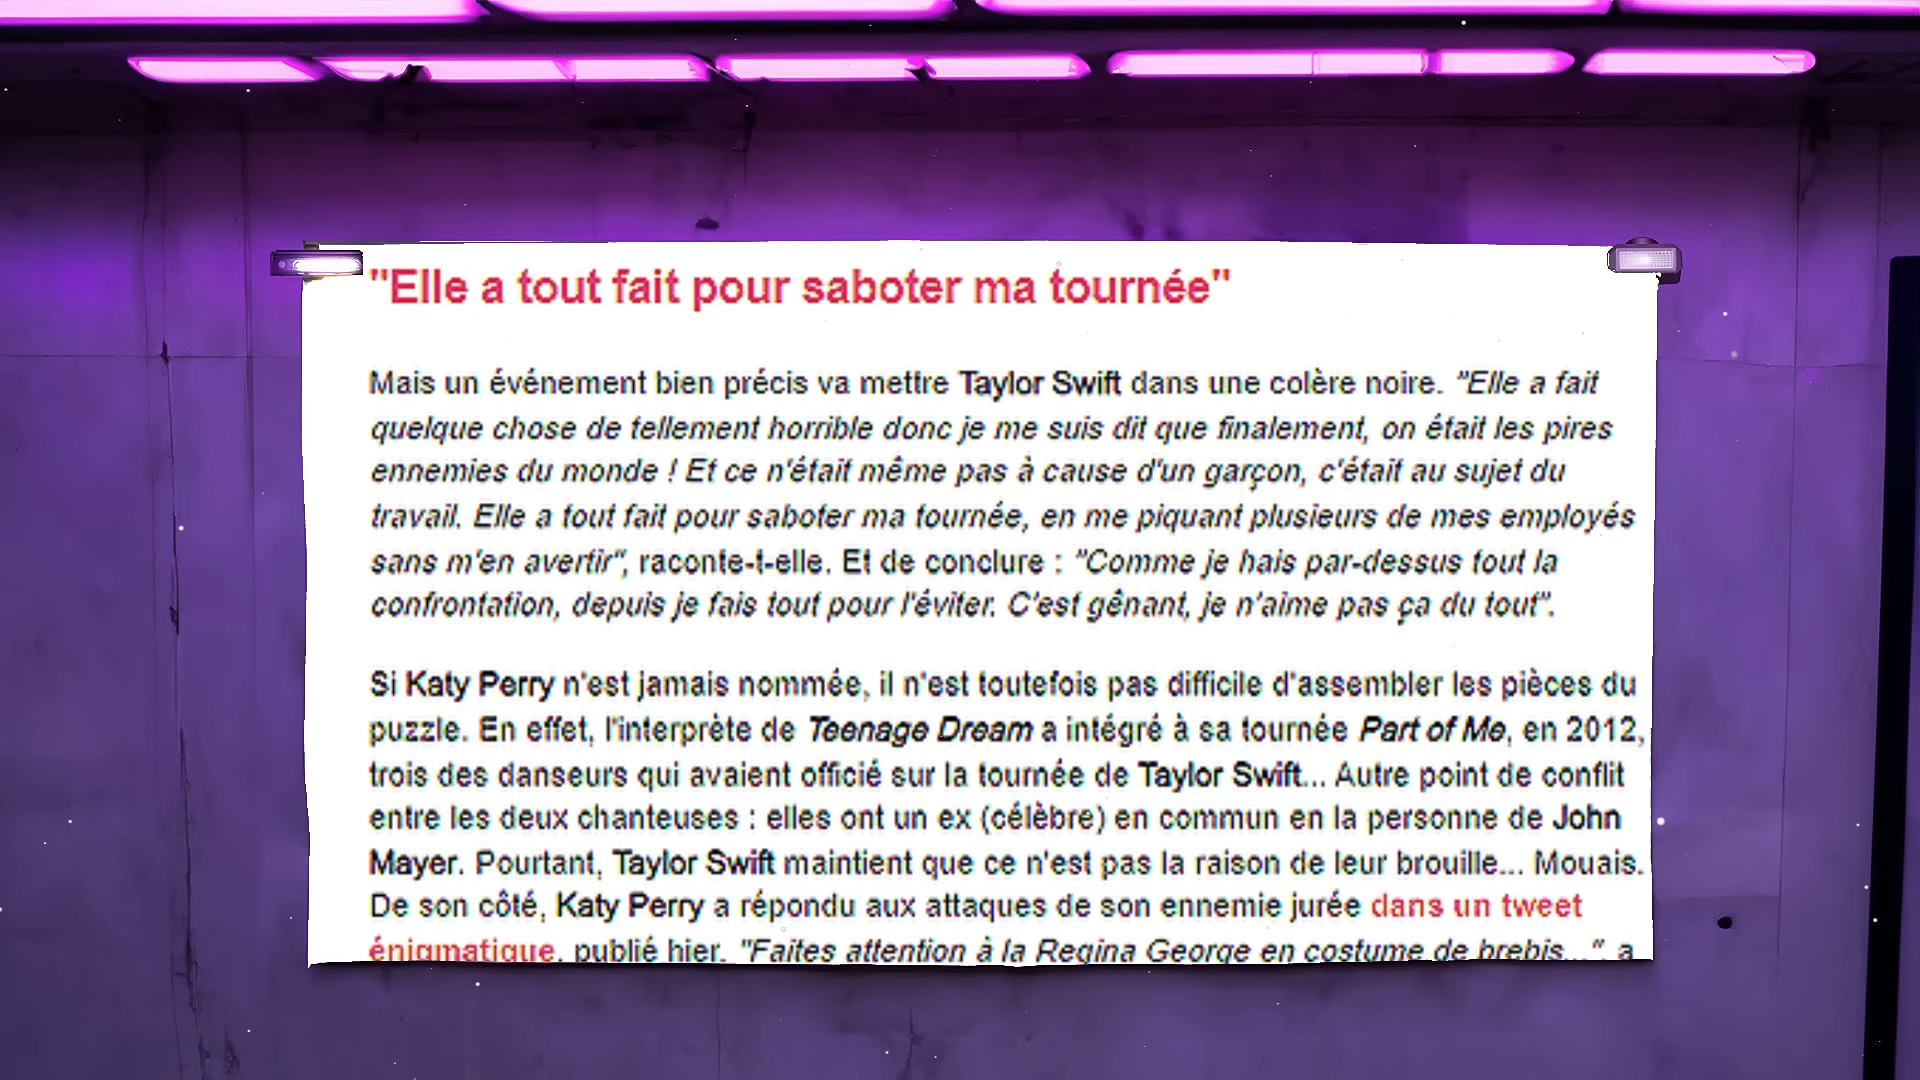 "Elle a tout fait pour saboter ma tournée"
Mais un événement bien précis va mettre Taylor Swift dans une colère noire. "Elle a fait
quelque chose de tellement horrible donc je me suis dit que finalement, on était les pires
ennemies du monde ! Et ce n'était même pas à cause d'un garçon, c'était au sujet du
travail. Elle a tout fait pour saboter ma tournée, en me piquant plusieurs de mes employés
sans m'en avertir", raconte-t-elle. Et de conclure : "Comme je hais par-dessus tout la
confrontation, depuis je fais tout pour l'éviter. C'est gênant, je n'aime pas ça du tout".
Si Katy Perry n'est jamais nommée, il n'est toutefois pas difficile d'assembler les pièces du
puzzle. En effet, l'interprète de Teenage Dream a intégré à sa tournée Part of Me, en 2012,
trois des danseurs qui avaient officié sur la tournée de Taylor Swift... Autre point de conflit
entre les deux chanteuses : elles ont un ex (célèbre) en commun en la personne de John
Mayer. Pourtant, Taylor Swift maintient que ce n'est pas la raison de leur brouille... Mouais.
De son côté, Katy Perry a répondu aux attaques de son ennemie jurée dans un tweet
énigmatique, publié hier. "Faites attention à la Regina George en costume de brebis...", a